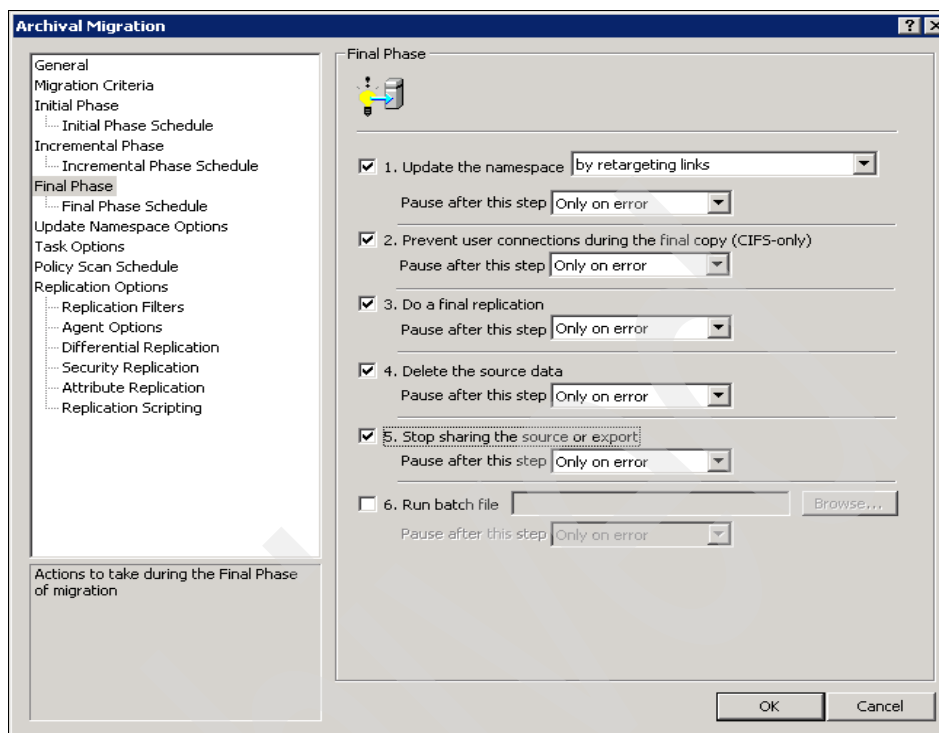 Archival Migration
General
Migration Criteria
Initial Phase
Initial Phase Schedule
Incremental Phase
Incremental Phase Schedule
Final Phase
Final Phase Schedule
Update Namespace Options
Task Options
Policy Scan Schedule
Replication Options
Replication Filters
Agent Options
Differential Replication
Security Replication
Attribute Replication
Replication Scripting
Actions to take during the Final Phase
of migration
Final Phase
1. Update the namespace by retargeting links
Pause after this step Only on error
2. Prevent user connections during the final copy (CIFS-only)
Pause after this step Only on error
3. Do a final replication
Pause after this step Only on error
4. Delete the source data
Pause after this step Only on error
5. Stop sharing the source or export
Pause after this step Only on error
6. Run batch file Browse...
Pause after this step Only on error
OK Cancel